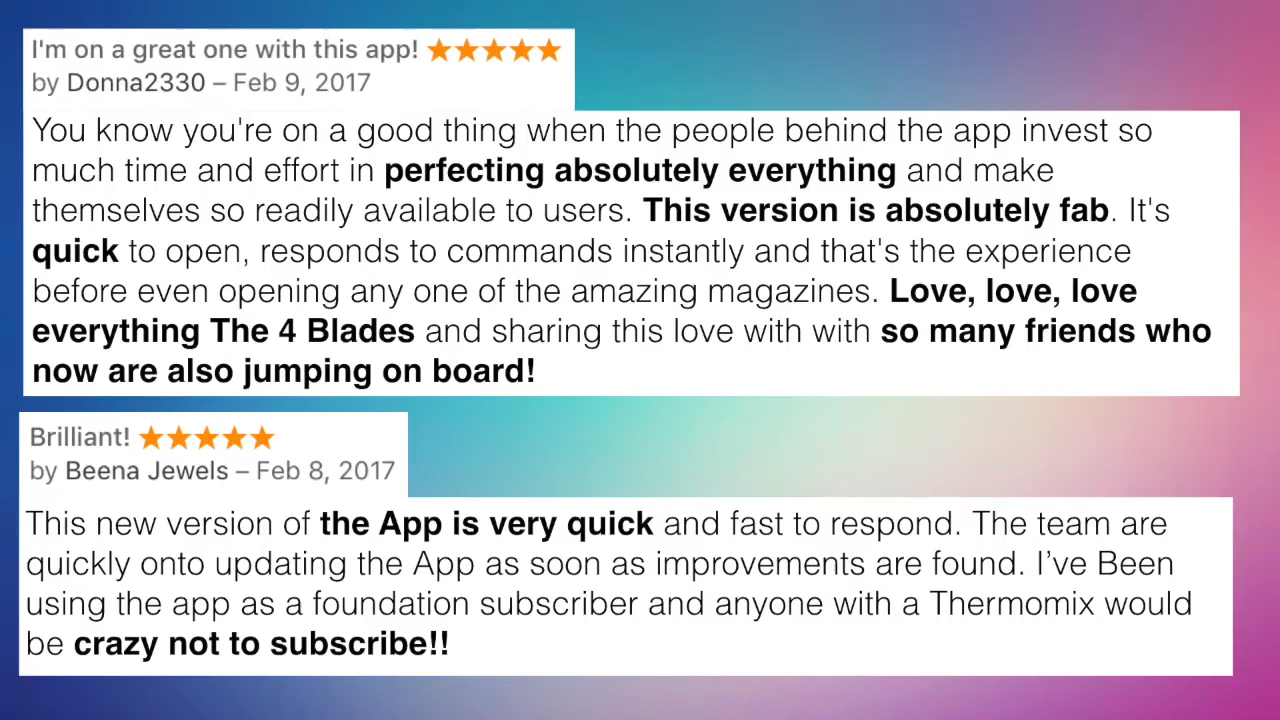 I'm on a great one with this app! ★★★★★
by Donna2330 – Feb 9, 2017
You know you're on a good thing when the people behind the app invest so
much time and effort in perfecting absolutely everything and make
themselves so readily available to users. This version is absolutely fab. It's
quick to open, responds to commands instantly and that's the experience
before even opening any one of the amazing magazines. Love, love, love
everything The 4 Blades and sharing this love with with so many friends who
now are also jumping on board!
Brilliant! ★★★★★
by Beena Jewels – Feb 8, 2017
This new version of the App is very quick and fast to respond. The team are
quickly onto updating the App as soon as improvements are found. I’ve Been
using the app as a foundation subscriber and anyone with a Thermomix would
be crazy not to subscribe!!